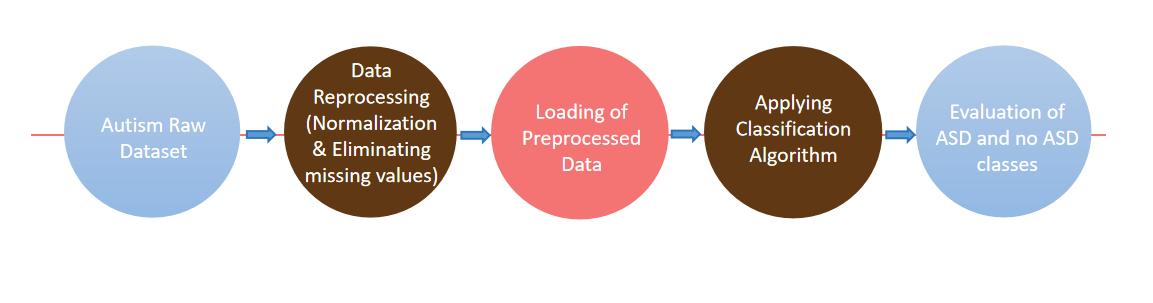 Autism Raw
Dataset
Data
Reprocessing
(Normalization
& Eliminating
missing values)
Loading of
Preprocessed
Data
Applying
Classification
Algorithm
Evaluation of
ASD and no ASD
classes